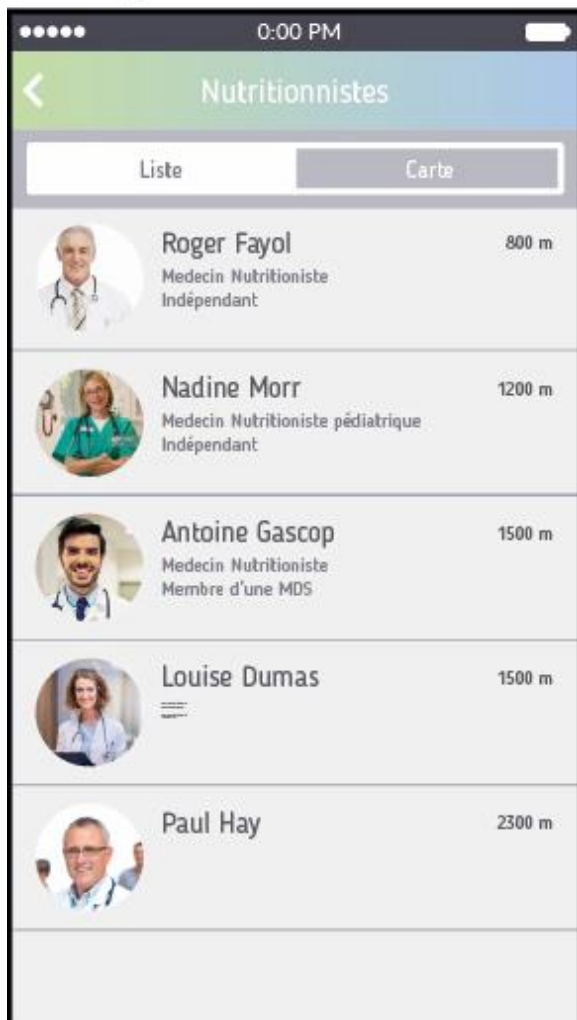 0:00 PM
Nutritionnistes
Liste
Carte
Roger Fayol
800 m
Medecin Nutritioniste
Indépendant
Nadine Morr
1200 m
Medecin Nutritioniste pédiatrique
Indépendant
Antoine Gascop
1500 m
Medecin Nutritioniste
Membre d'une MDS
Louise Dumas
1500 m
Paul Hay
2300 m